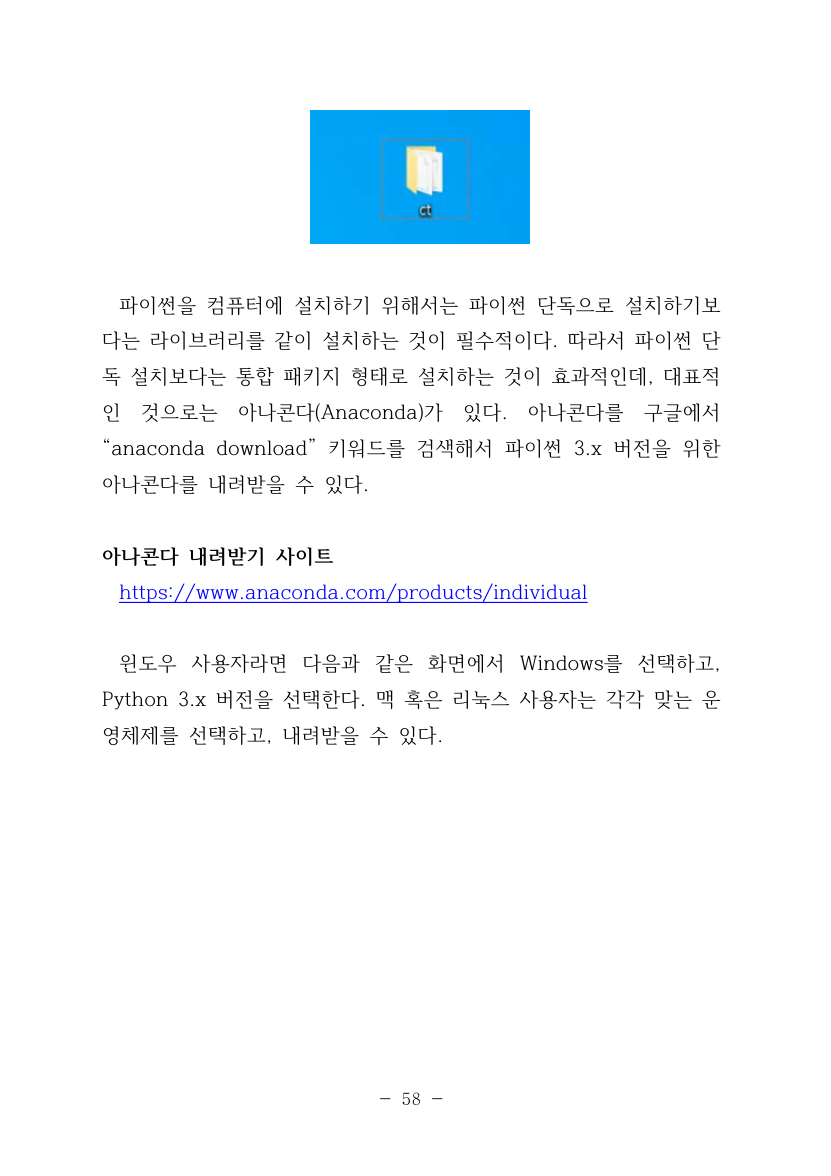 ct
파이썬을 컴퓨터에 설치하기 위해서는 파이썬 단독으로 설치하기보
다는 라이브러리를 같이 설치하는 것이 필수적이다. 따라서 파이썬 단
독 설치보다는 통합 패키지 형태로 설치하는 것이 효과적인데, 대표적
인 것으로는 아나콘다(Anaconda)가 있다. 아나콘다를 구글에서
“anaconda download” 키워드를 검색해서 파이썬 3.x 버전을 위한
아나콘다를 내려받을 수 있다.
아나콘다 내려받기 사이트
https://www.anaconda.com/products/individual
윈도우 사용자라면 다음과 같은 화면에서 Windows를 선택하고,
Python 3.x 버전을 선택한다. 맥 혹은 리눅스 사용자는 각각 맞는 운
영체제를 선택하고, 내려받을 수 있다.
- 58 -